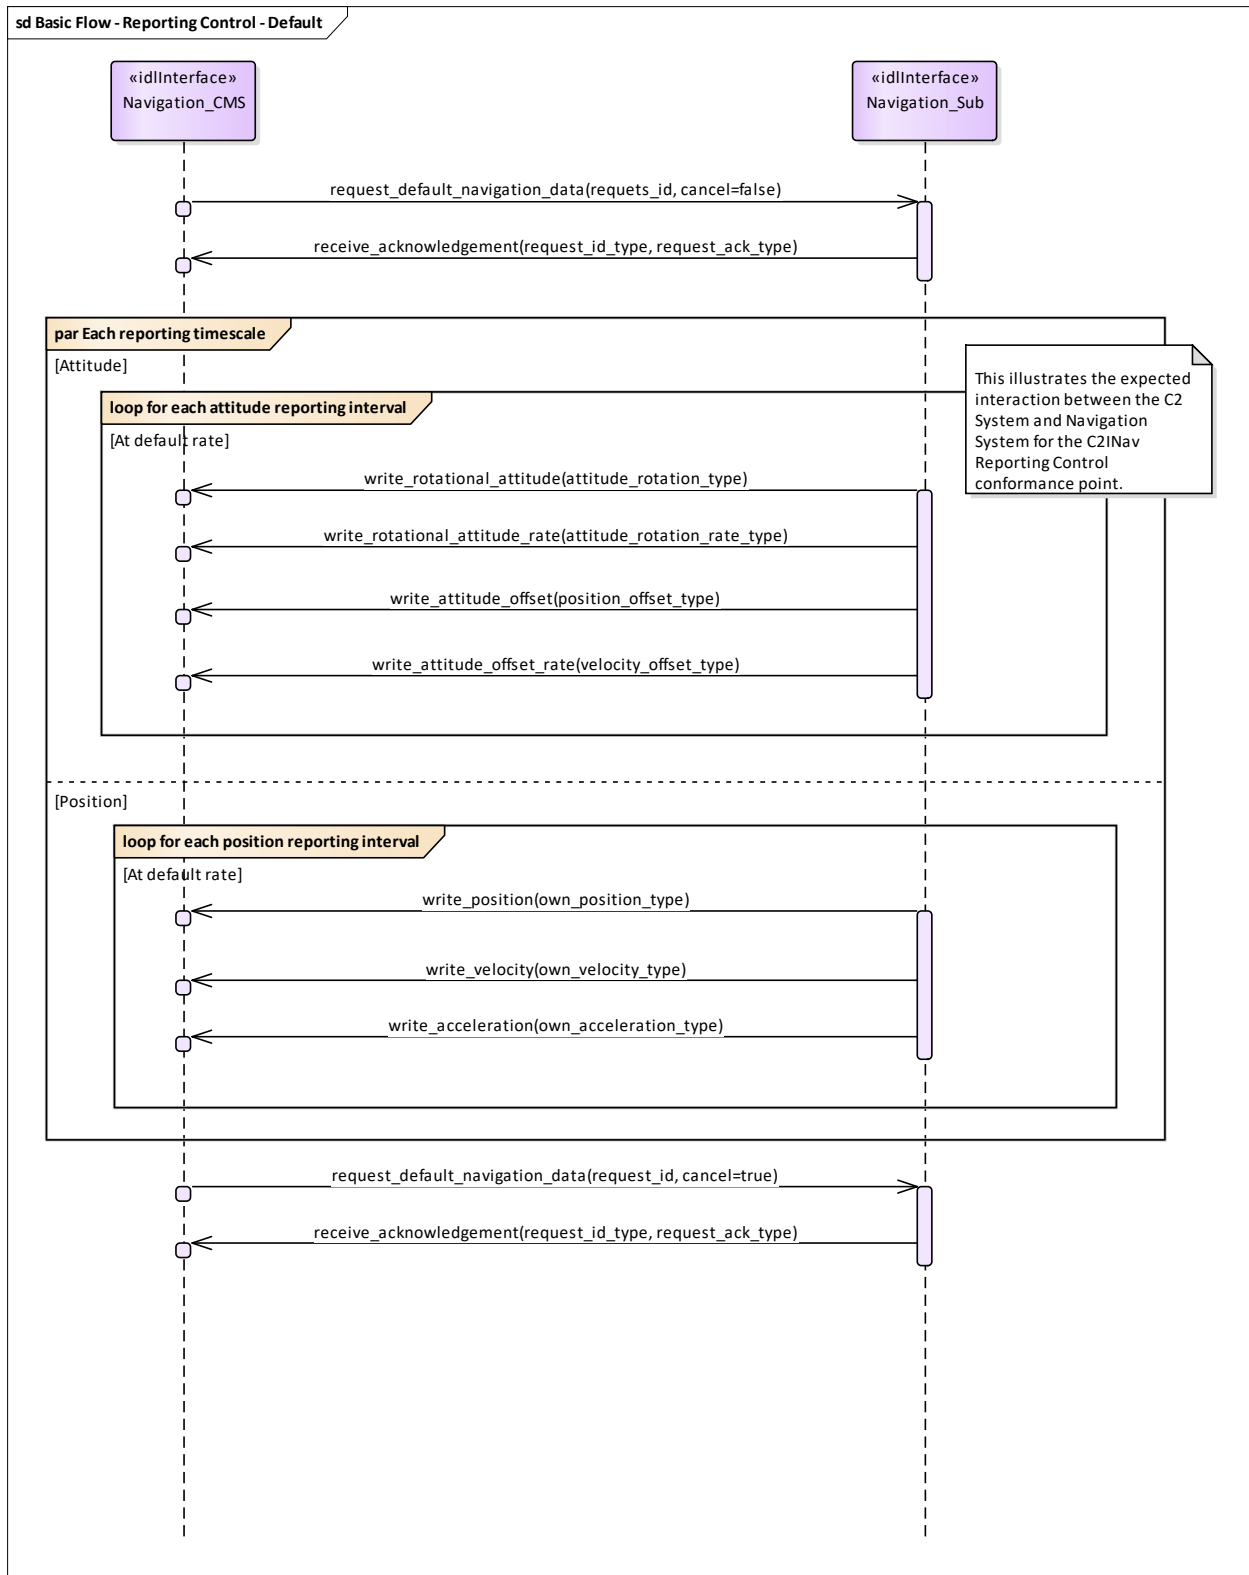 sd Basic Flow - Reporting Control - Default
«idlInterface»
Navigation_CMS
«idlInterface»
Navigation_Sub
request_default_navigation_data(requets_id, cancel=false)
receive_acknowledgement(request_id_type, request_ack_type)
par Each reporting timescale
[Attitude]
This illustrates the expected
interaction between the C2
System and Navigation
System for the C2INav
Reporting Control
conformance point.
loop for each attitude reporting interval
[At default rate]
write_rotational_attitude(attitude_rotation_type)
write_rotational_attitude_rate(attitude_rotation_rate_type)
write_attitude_offset(position_offset_type)
write_attitude_offset_rate(velocity_offset_type)
[Position]
loop for each position reporting interval
[At default rate]
write_position(own_position_type)
write_velocity(own_velocity_type)
write_acceleration(own_acceleration_type)
request_default_navigation_data(request_id, cancel=true)
receive_acknowledgement(request_id_type, request_ack_type)